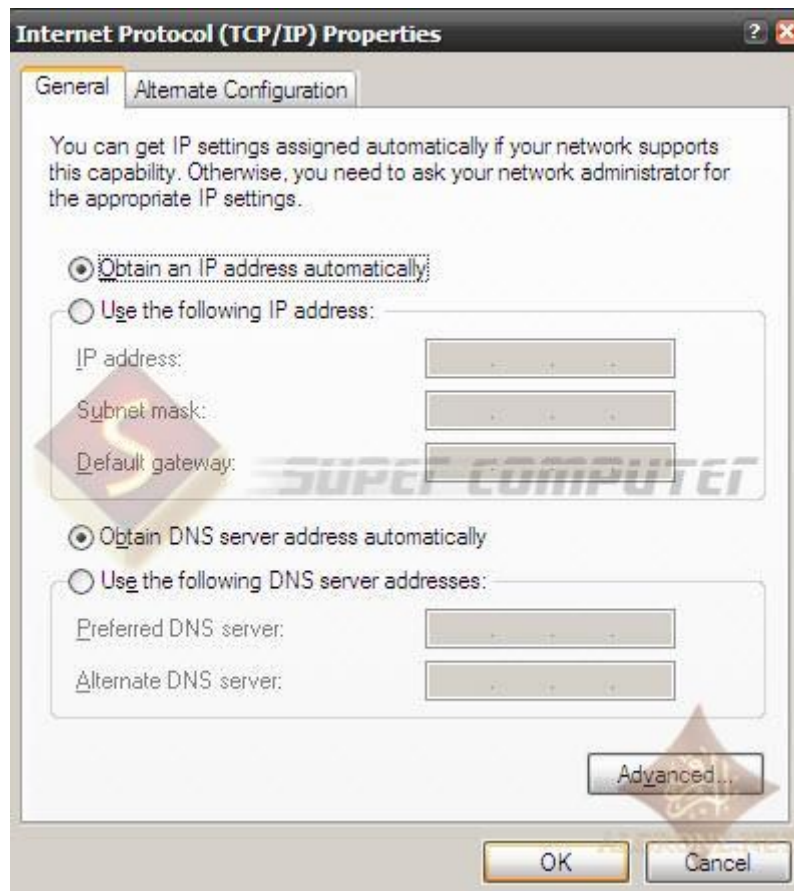 Internet Protocol (TCP/IP) Properties
General
Alternate Configuration
You can get IP settings assigned automatically if your network supports
this capability. Otherwise, you need to ask your network administrator for
the appropriate IP settings.
Obtain an IP address automatically
Use the following IP address:
IP address:
Subnet mask:
Default gateway:
S
SUPER COMPUTER
Obtain DNS server address automatically
Use the following DNS server addresses:
Preferred DNS server:
Alternate DNS server:
Advanced...
OK
Cancel